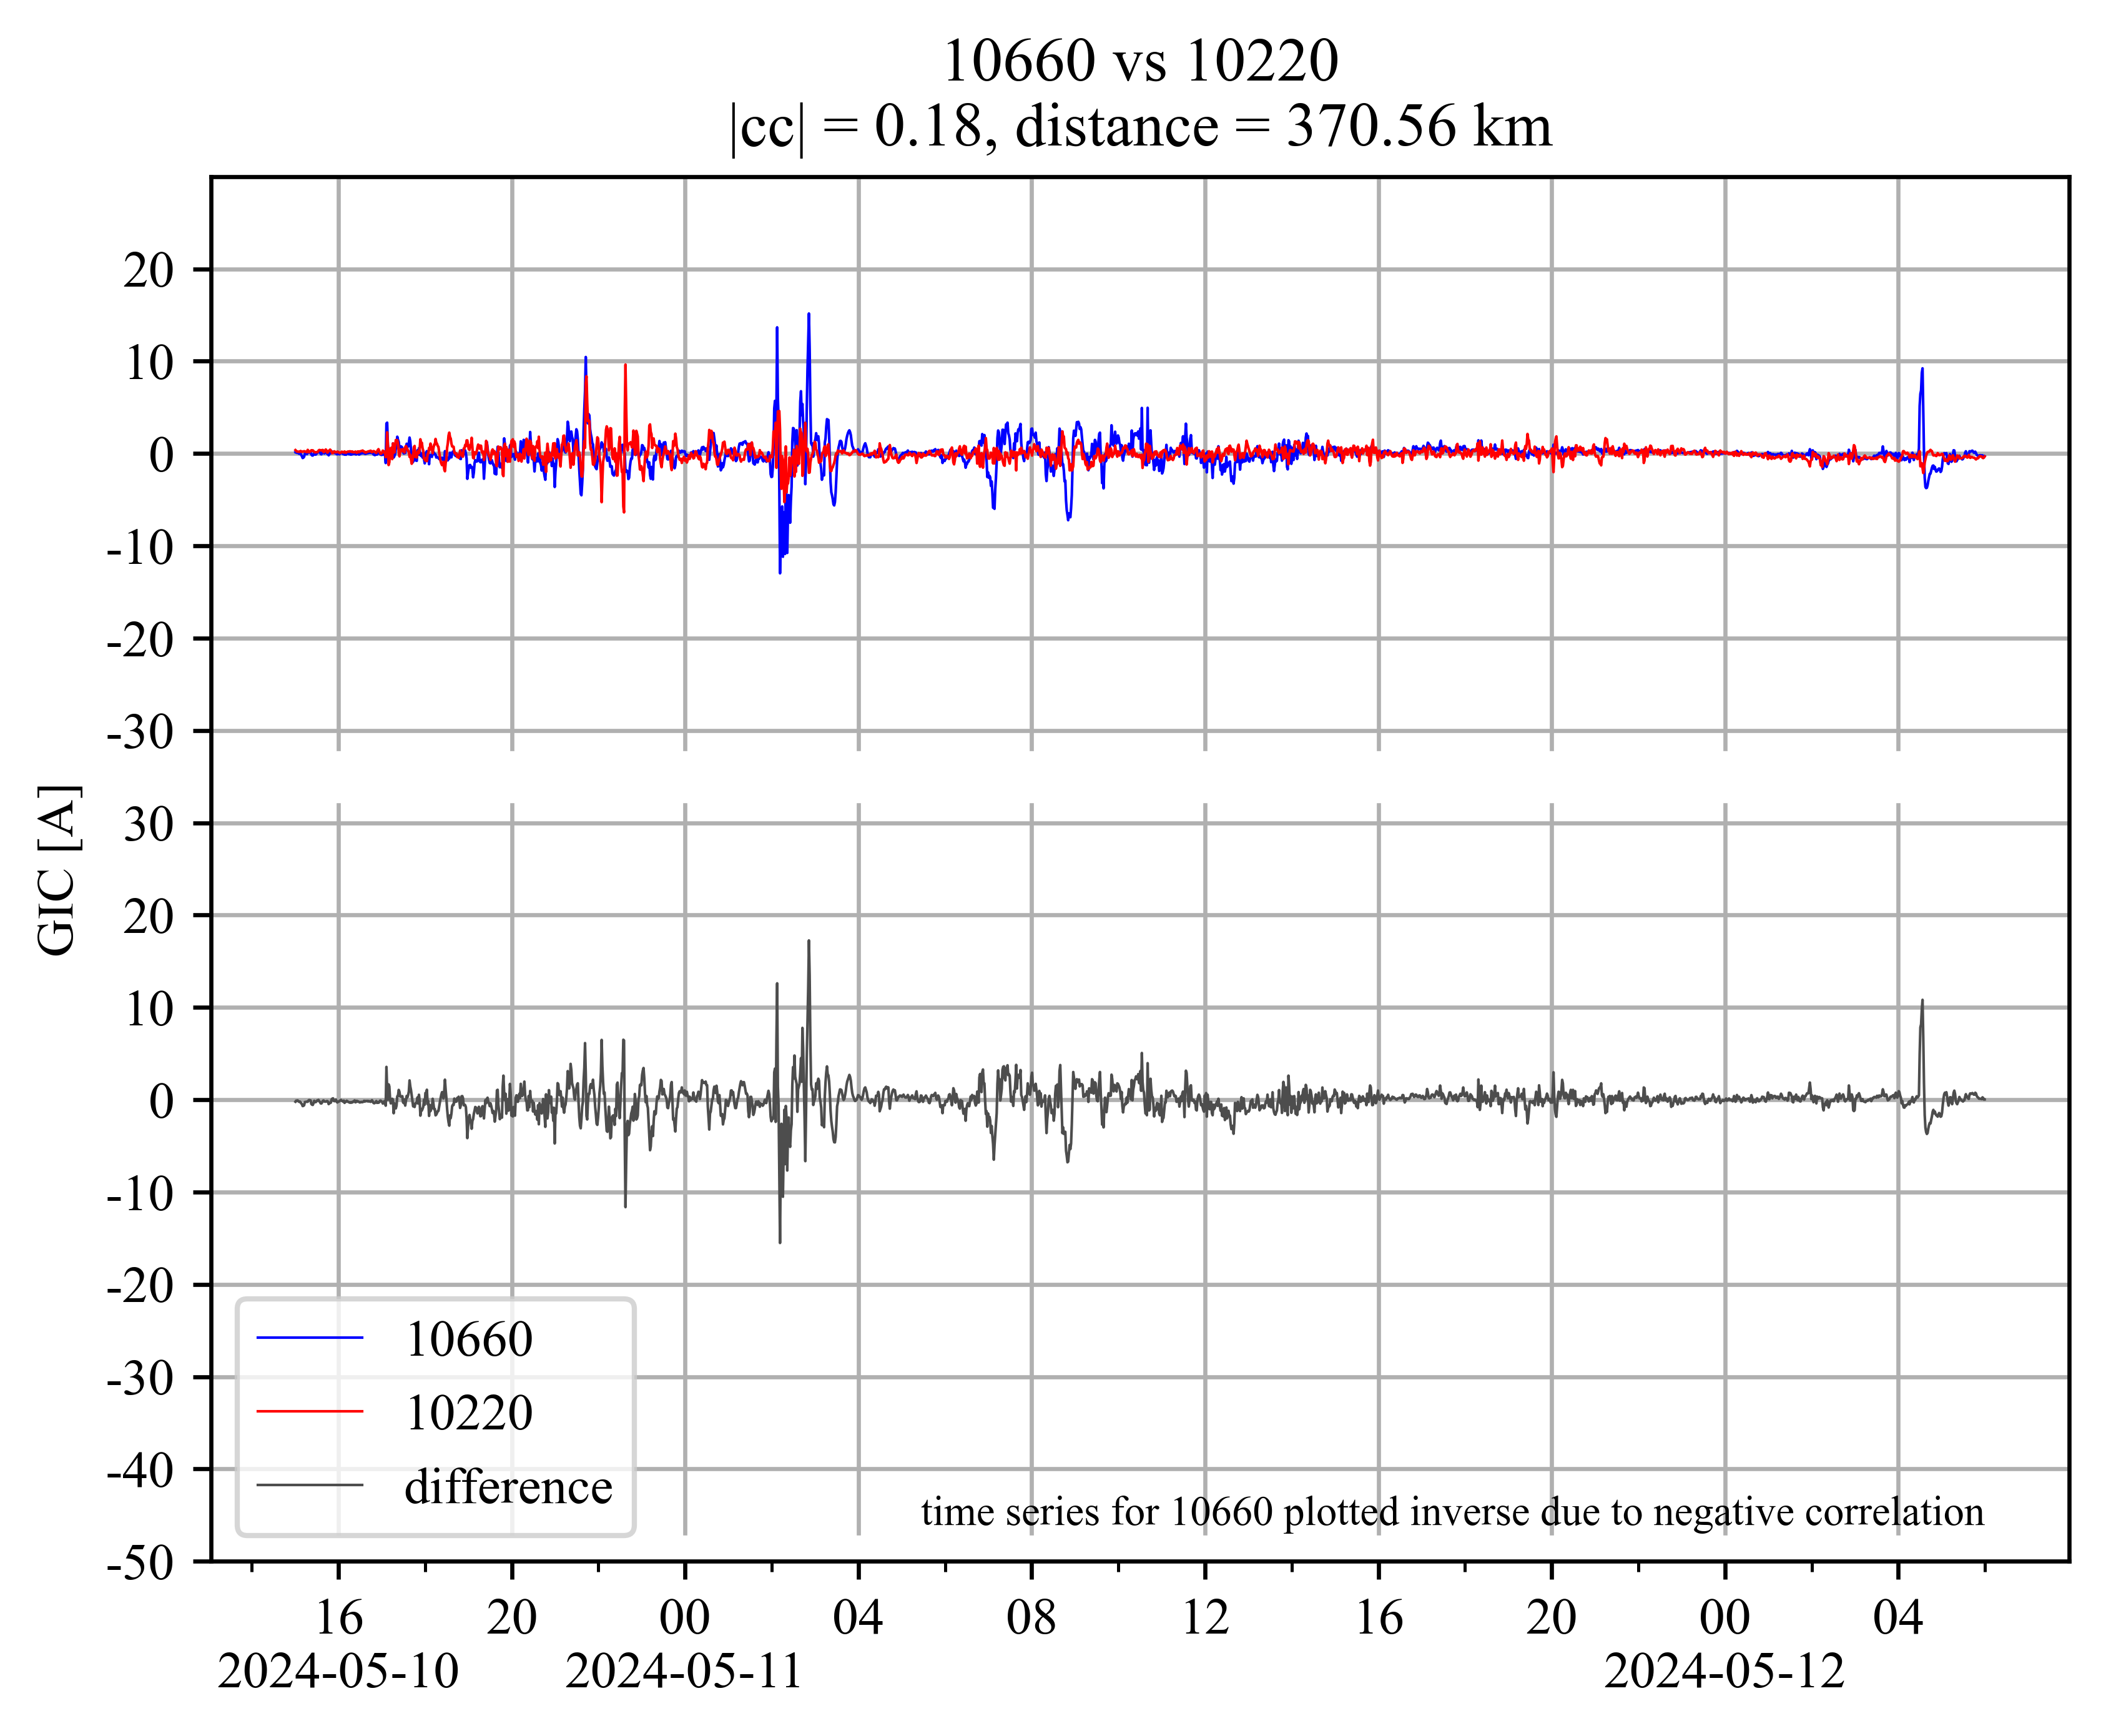 10660 vs 10220
|cc| = 0.18, distance = 370.56 km
GIC [A]
20
10
0
-10
-20
-30
30
20
10
0
-10
-20
-30
-40
-50
10660
10220
difference
time series for 10660 plotted inverse due to negative correlation
16 20 00 04 08 12 16 20 00 04
2024-05-10 2024-05-11 2024-05-12